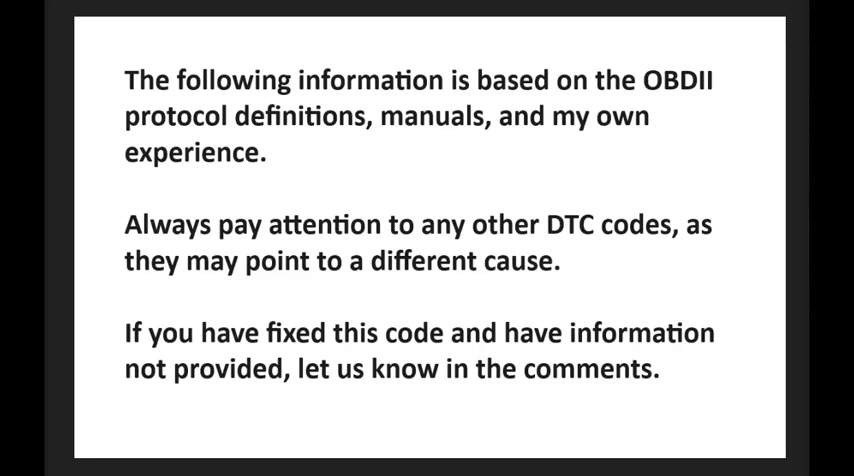 The following information is based on the OBDII
protocol definitions, manuals, and my own
experience.
Always pay attention to any other DTC codes, as
they may point to a different cause.
If you have fixed this code and have information
not provided, let us know in the comments.